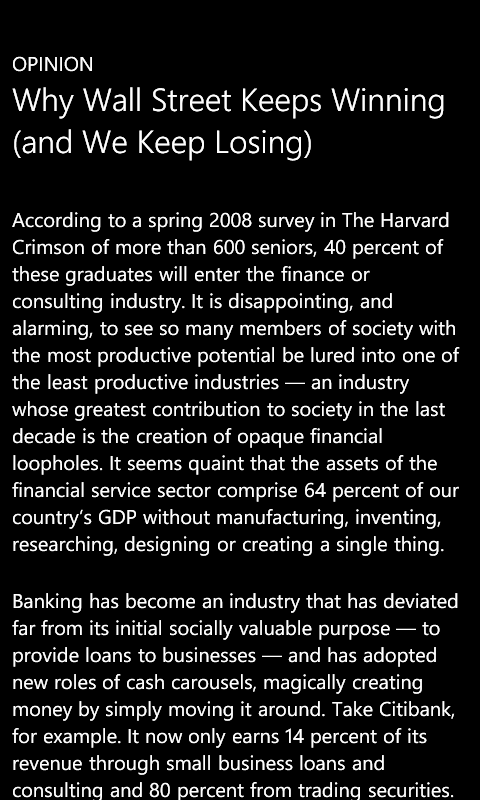 OPINION
Why Wall Street Keeps Winning
(and We Keep Losing)
According to a spring 2008 survey in The Harvard
Crimson of more than 600 seniors, 40 percent of
these graduates will enter the finance or
consulting industry. It is disappointing, and
alarming, to see so many members of society with
the most productive potential be lured into one of
the least productive industries — an industry
whose greatest contribution to society in the last
decade is the creation of opaque financial
loopholes. It seems quaint that the assets of the
financial service sector comprise 64 percent of our
country's GDP without manufacturing, inventing,
researching, designing or creating a single thing.
Banking has become an industry that has deviated
far from its initial socially valuable purpose — to
provide loans to businesses — and has adopted
new roles of cash carousels, magically creating
money by simply moving it around. Take Citibank,
for example. It now only earns 14 percent of its
revenue through small business loans and
consulting and 80 percent from trading securities.